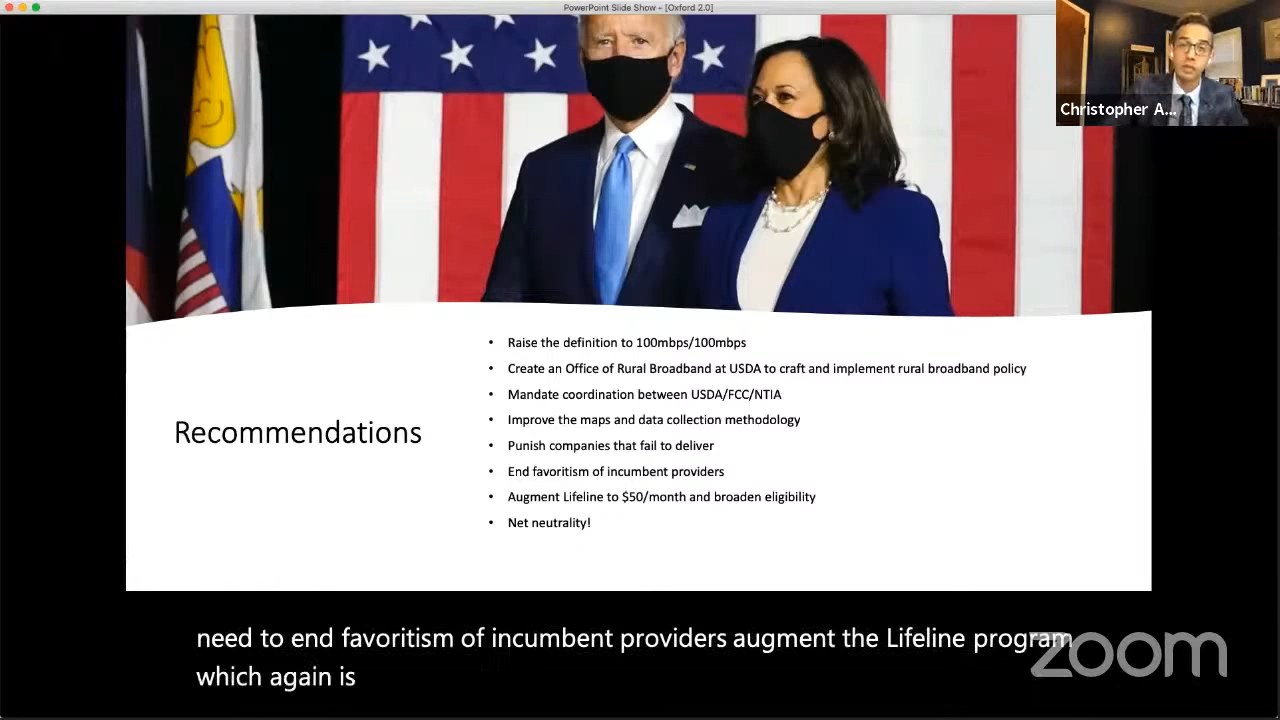 PowerPoint Slide Show - [Oxford 2.0]
Christopher A...
Recommendations
• Raise the definition to 100mbps/100mbps
• Create an Office of Rural Broadband at USDA to craft and implement rural broadband policy
• Mandate coordination between USDA/FCC/NTIA
• Improve the maps and data collection methodology
• Punish companies that fail to deliver
• End favoritism of incumbent providers
• Augment Lifeline to $50/month and broaden eligibility
• Net neutrality!
need to end favoritism of incumbent providers augment the Lifeline program
which again is
zoom